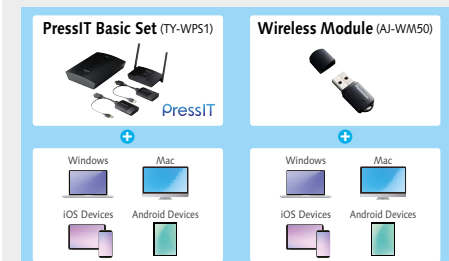 PressIT Basic Set (TY-WPS1)
PressIT
Windows
Mac
iOS Devices
Android Devices
Wireless Module (AJ-WM50)
Windows
Mac
iOS Devices
Android Devices